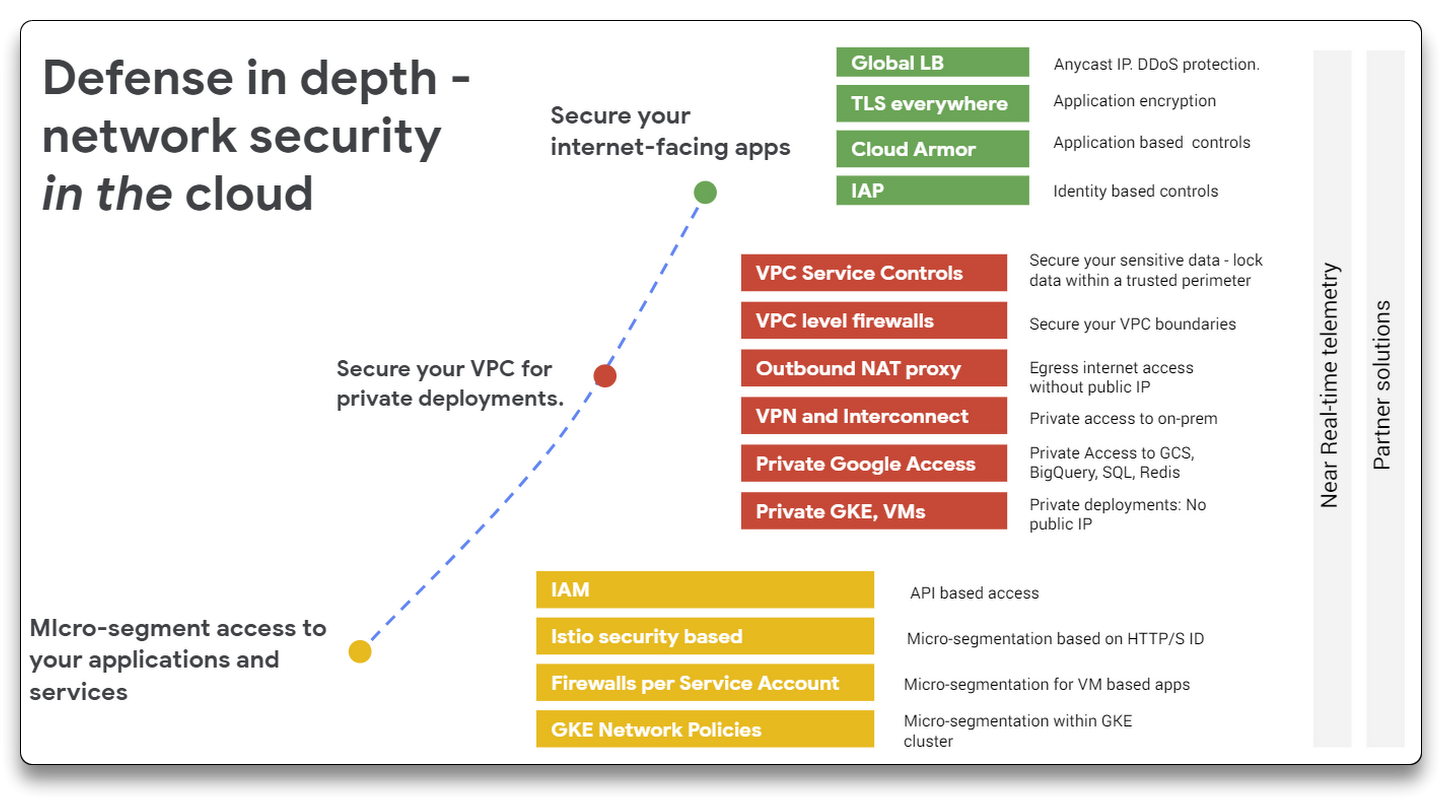 Defense in depth -
network security
in the cloud
Secure your
internet-facing apps
Global LB
Anycast IP. DDoS protection.
TLS everywhere
Application encryption
Cloud Armor
Application based  controls
IAP
Identity based controls
Secure your VPC for
private deployments.
VPC Service Controls
Secure your sensitive data - lock
data within a trusted perimeter
VPC level firewalls
Secure your VPC boundaries
Outbound NAT proxy
Egress internet access
without public IP
VPN and Interconnect
Private access to on-prem
Private Google Access
Private Access to GCS,
BigQuery, SQL, Redis
Private GKE, VMs
Private deployments: No
public IP
MIcro-segment access to
your applications and
services
IAM
API based access
Istio security based
Micro-segmentation based on HTTP/S ID
Firewalls per Service Account
Micro-segmentation for VM based apps
GKE Network Policies
Micro-segmentation within GKE
cluster
Near Real-time telemetry
Partner solutions